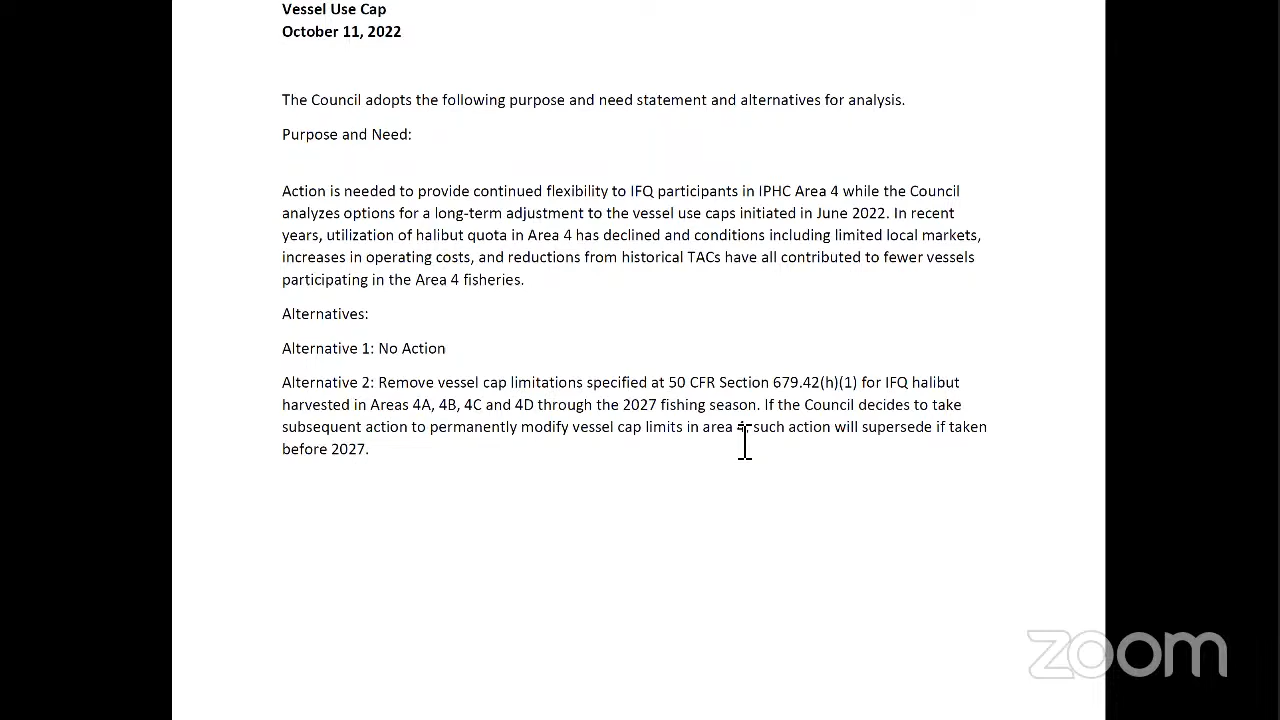 Vessel Use Cap
October 11, 2022
The Council adopts the following purpose and need statement and alternatives for analysis.
Purpose and Need:
Action is needed to provide continued flexibility to IFQ participants in IPHC Area 4 while the Council
analyzes options for a long-term adjustment to the vessel use caps initiated in June 2022. In recent
years, utilization of halibut quota in Area 4 has declined and conditions including limited local markets,
increases in operating costs, and reductions from historical TACs have all contributed to fewer vessels
participating in the Area 4 fisheries.
Alternatives:
Alternative 1: No Action
Alternative 2: Remove vessel cap limitations specified at 50 CFR Section 679.42(h)(1) for IFQ halibut
harvested in Areas 4A, 4B, 4C and 4D through the 2027 fishing season. If the Council decides to take
subsequent action to permanently modify vessel cap limits in area such action will supersede if taken
before 2027.
zoom